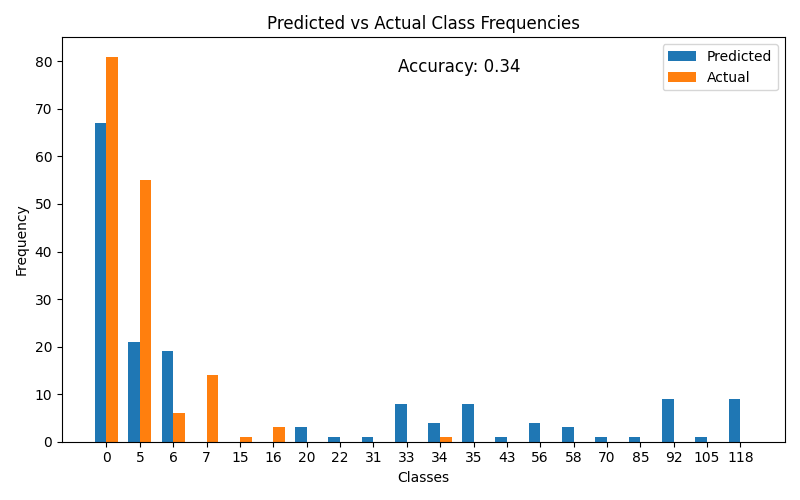 Predicted vs Actual Class Frequencies
Accuracy: 0.34
Predicted
Actual
Frequency
80
70
60
50
40
30
20
10
0
0 5 6 7 15 16 20 22 31 33 34 35 43 56 58 70 85 92 105 118
Classes